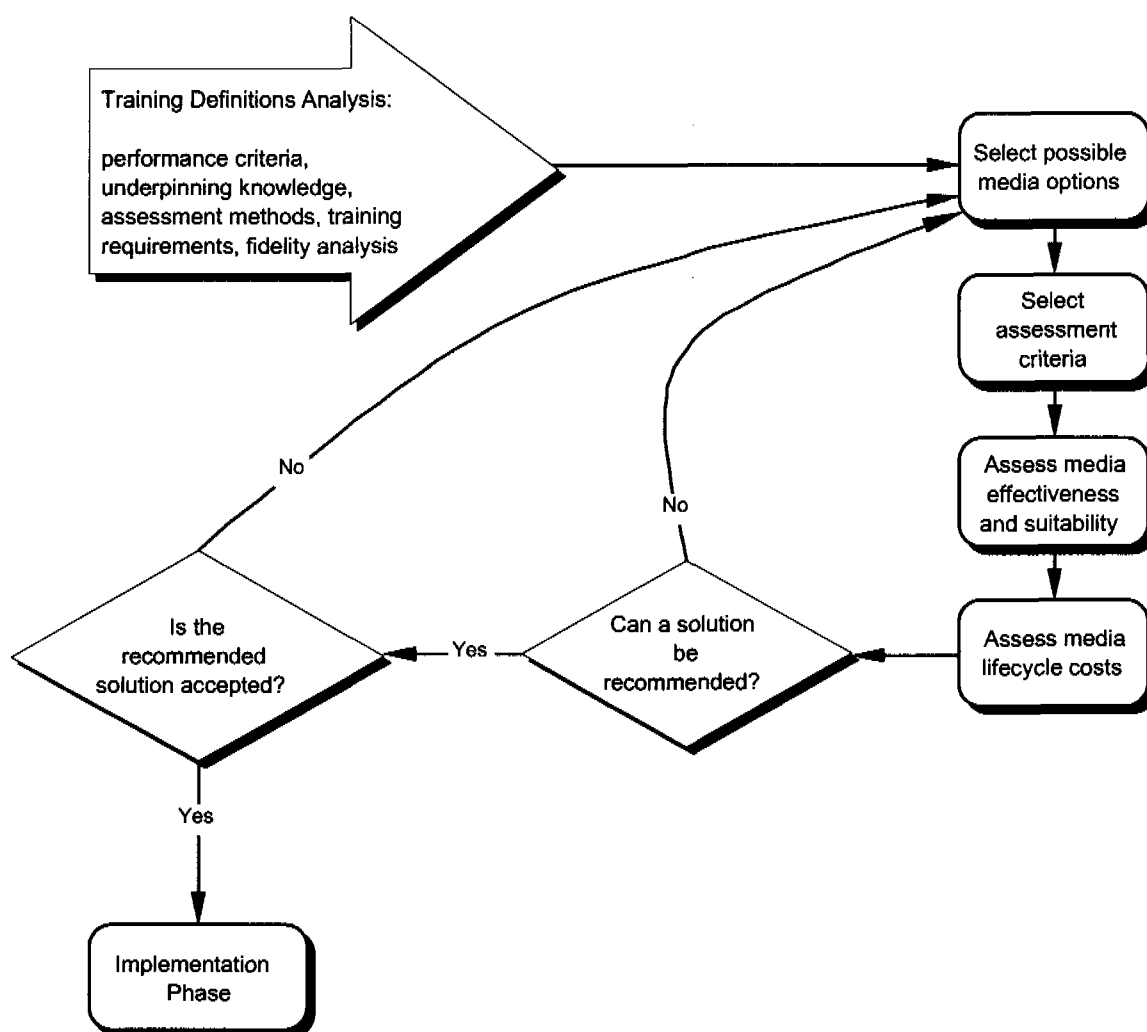 Training Definitions Analysis:
performance criteria,
underpinning knowledge,
assessment methods, training
requirements, fidelity analysis
Select possible
media options
Select
assessment
criteria
Assess media
effectiveness
and suitability
Assess media
lifecycle costs
Can a solution
be
recommended?
No
Yes
Is the
recommended
solution accepted?
No
Yes
Implementation
Phase